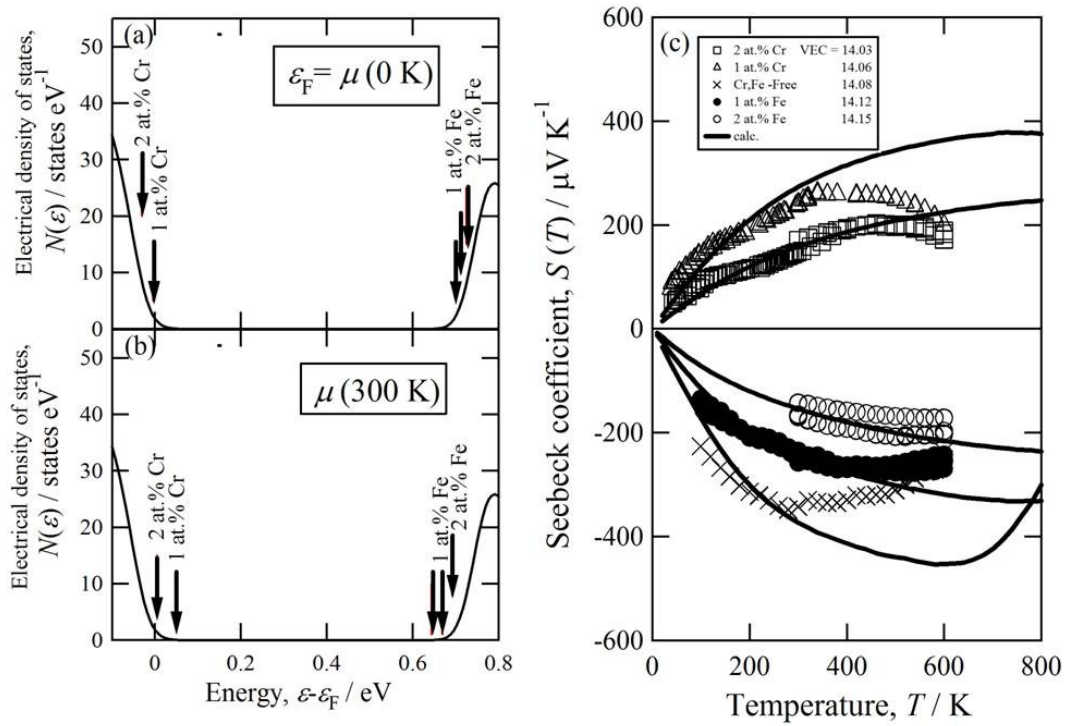 (a)
50
40
30
20
10
0
Electrical density of states,
N(ε) / states eV⁻¹
2 at.% Cr
1 at.% Cr
ε_F = μ (0 K)
1 at.% Fe
2 at.% Fe
(b)
50
40
30
20
10
0
Electrical density of states,
N(ε) / states eV⁻¹
2 at.% Cr
1 at.% Cr
μ (300 K)
1 at.% Fe
2 at.% Fe
0 0.2 0.4 0.6 0.8
Energy, ε-ε_F / eV
(c)
600
400
200
0
-200
-400
-600
Seebeck coefficient, S (T) / μV K⁻¹
2 at.% Cr VEC = 14.03
1 at.% Cr 14.06
Cr,Fe -Free 14.08
1 at.% Fe 14.12
2 at.% Fe 14.15
calc.
0 200 400 600 800
Temperature, T / K